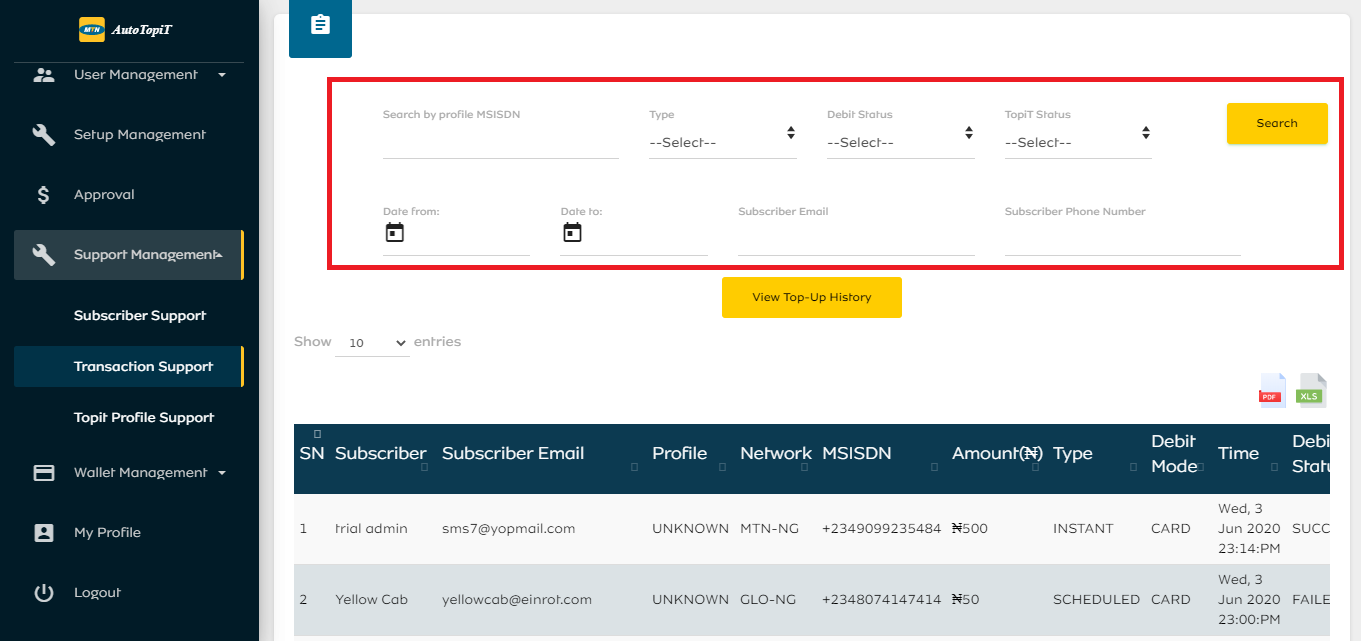 MTN AutoTopiT
User Management
Setup Management
Approval
Support Management
Subscriber Support
Transaction Support
Topit Profile Support
Wallet Management
My Profile
Logout
Search by profile MSISDN Type Debit Status TopiT Status
--Select-- --Select-- --Select--
Search
Date from: Date to: Subscriber Email Subscriber Phone Number
View Top-Up History
Show 10 entries
PDF XLS
SN Subscriber Subscriber Email Profile Network MSISDN Amount(₦) Type Debit Mode Time Debi Statu
1 trial admin sms7@yopmail.com UNKNOWN MTN-NG +2349099235484 ₦500 INSTANT CARD Wed, 3 Jun 2020 23:14:PM SUCC
2 Yellow Cab yellowcab@einrot.com UNKNOWN GLO-NG +2348074147414 ₦50 SCHEDULED CARD Wed, 3 Jun 2020 23:00:PM FAILE